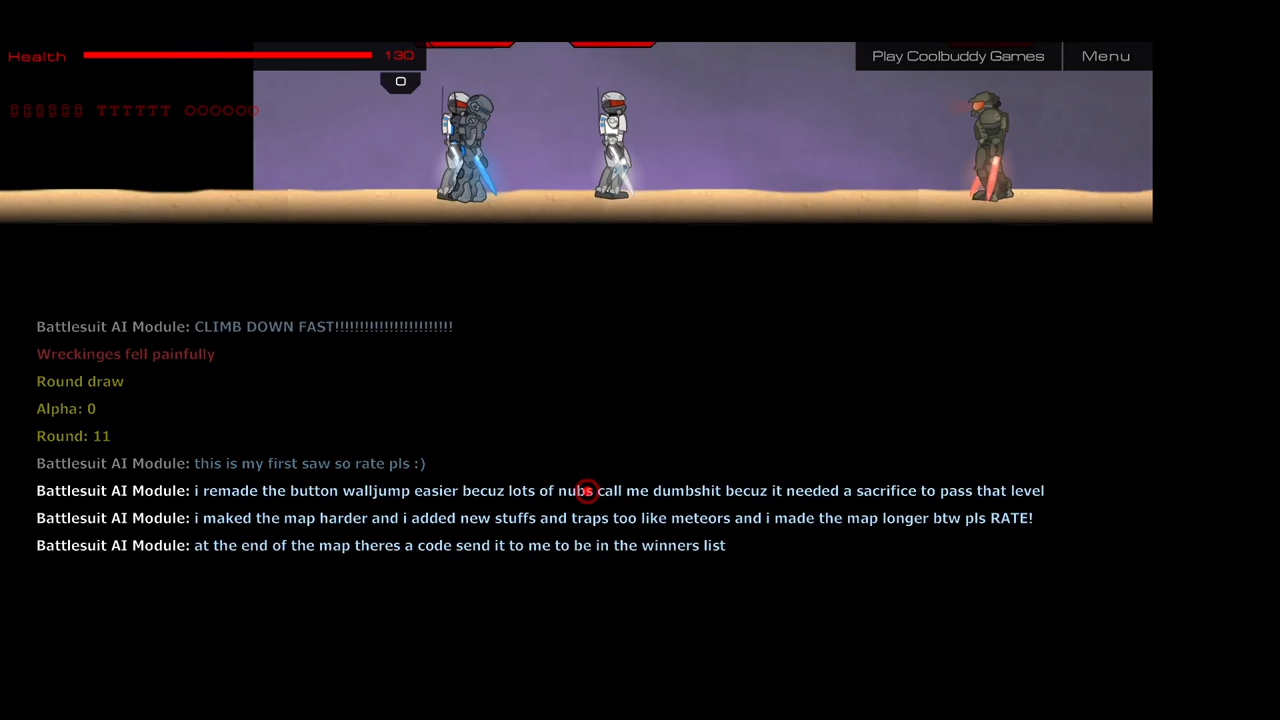 Health 130
Play Coolbuddy Games Menu
0
TTTTTT OOOOOO
Battlesuit AI Module: CLIMB DOWN FAST!!!!!!!!!!!!!!!!!!!!!!!!
Wreckinges fell painfully
Round draw
Alpha: 0
Round: 11
Battlesuit AI Module: this is my first saw so rate pls :)
Battlesuit AI Module: i remade the button walljump easier becuz lots of nubs call me dumbshit becuz it needed a sacrifice to pass that level
Battlesuit AI Module: i maked the map harder and i added new stuffs and traps too like meteors and i made the map longer btw pls RATE!
Battlesuit AI Module: at the end of the map theres a code send it to me to be in the winners list